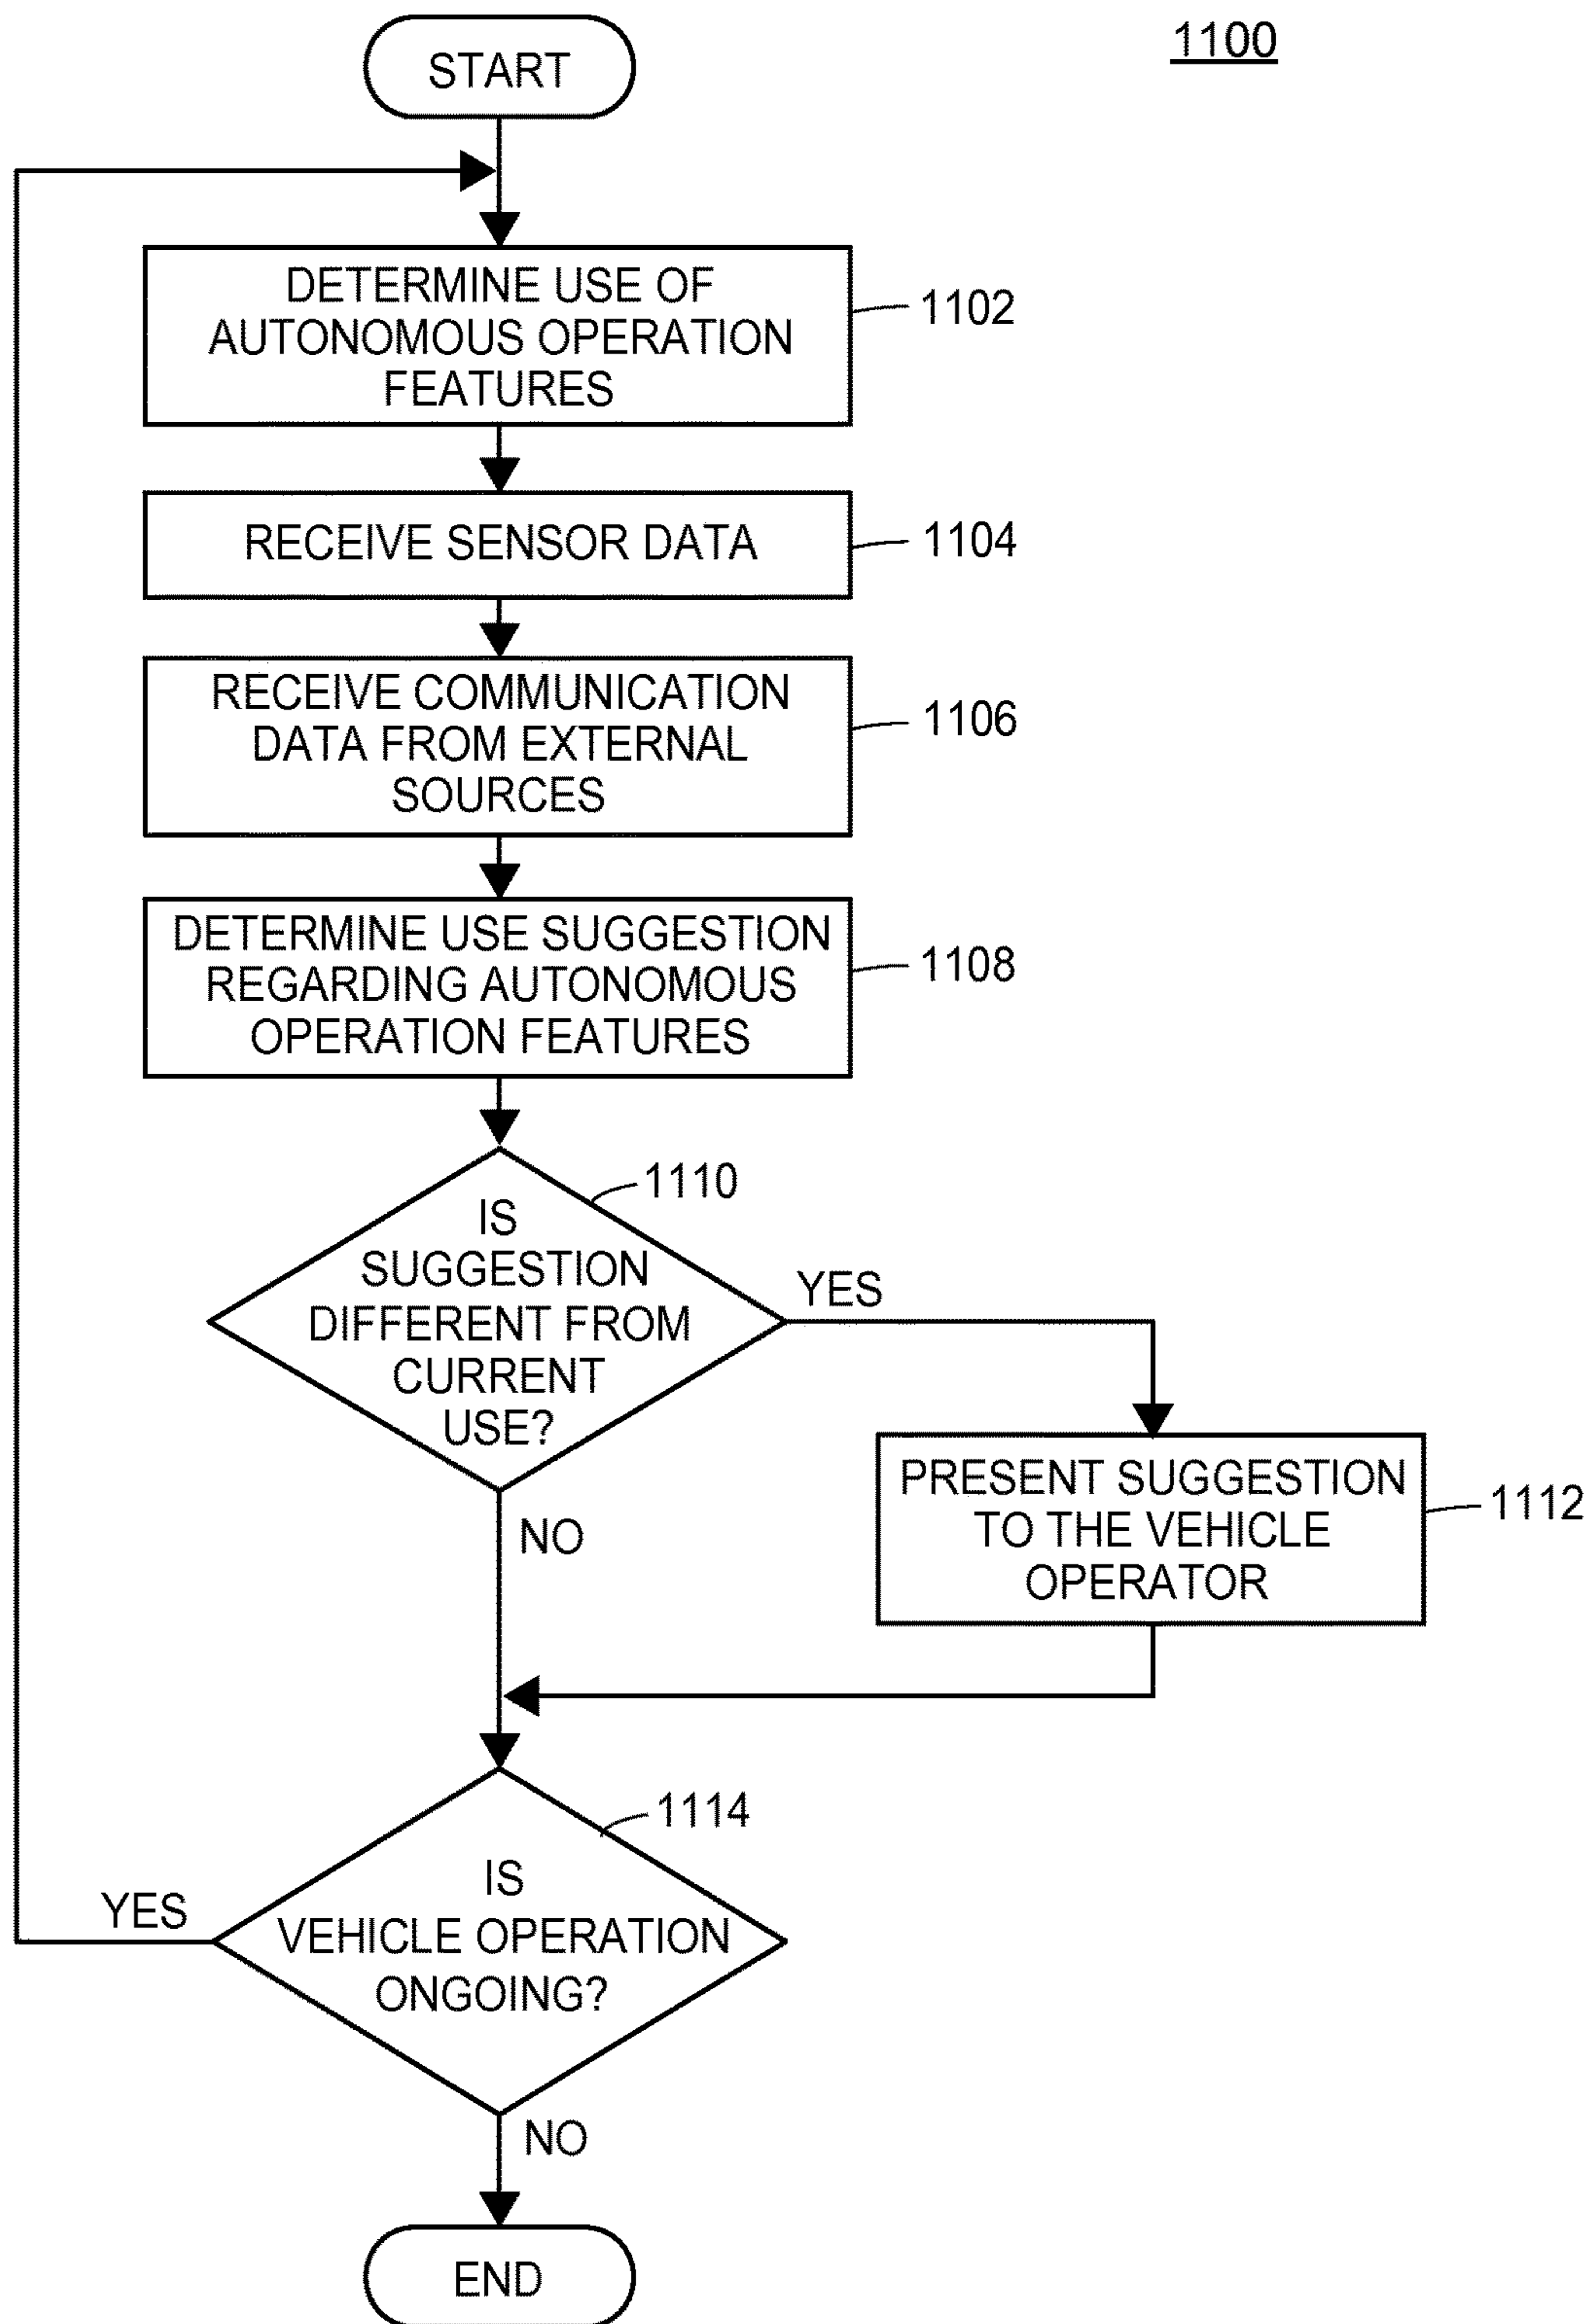 1100
START
DETERMINE USE OF
AUTONOMOUS OPERATION
FEATURES
1102
RECEIVE SENSOR DATA
1104
RECEIVE COMMUNICATION
DATA FROM EXTERNAL
SOURCES
1106
DETERMINE USE SUGGESTION
REGARDING AUTONOMOUS
OPERATION FEATURES
1108
1110
IS
SUGGESTION
DIFFERENT FROM
CURRENT
USE?
YES
NO
PRESENT SUGGESTION
TO THE VEHICLE
OPERATOR
1112
1114
IS
VEHICLE OPERATION
ONGOING?
YES
NO
END